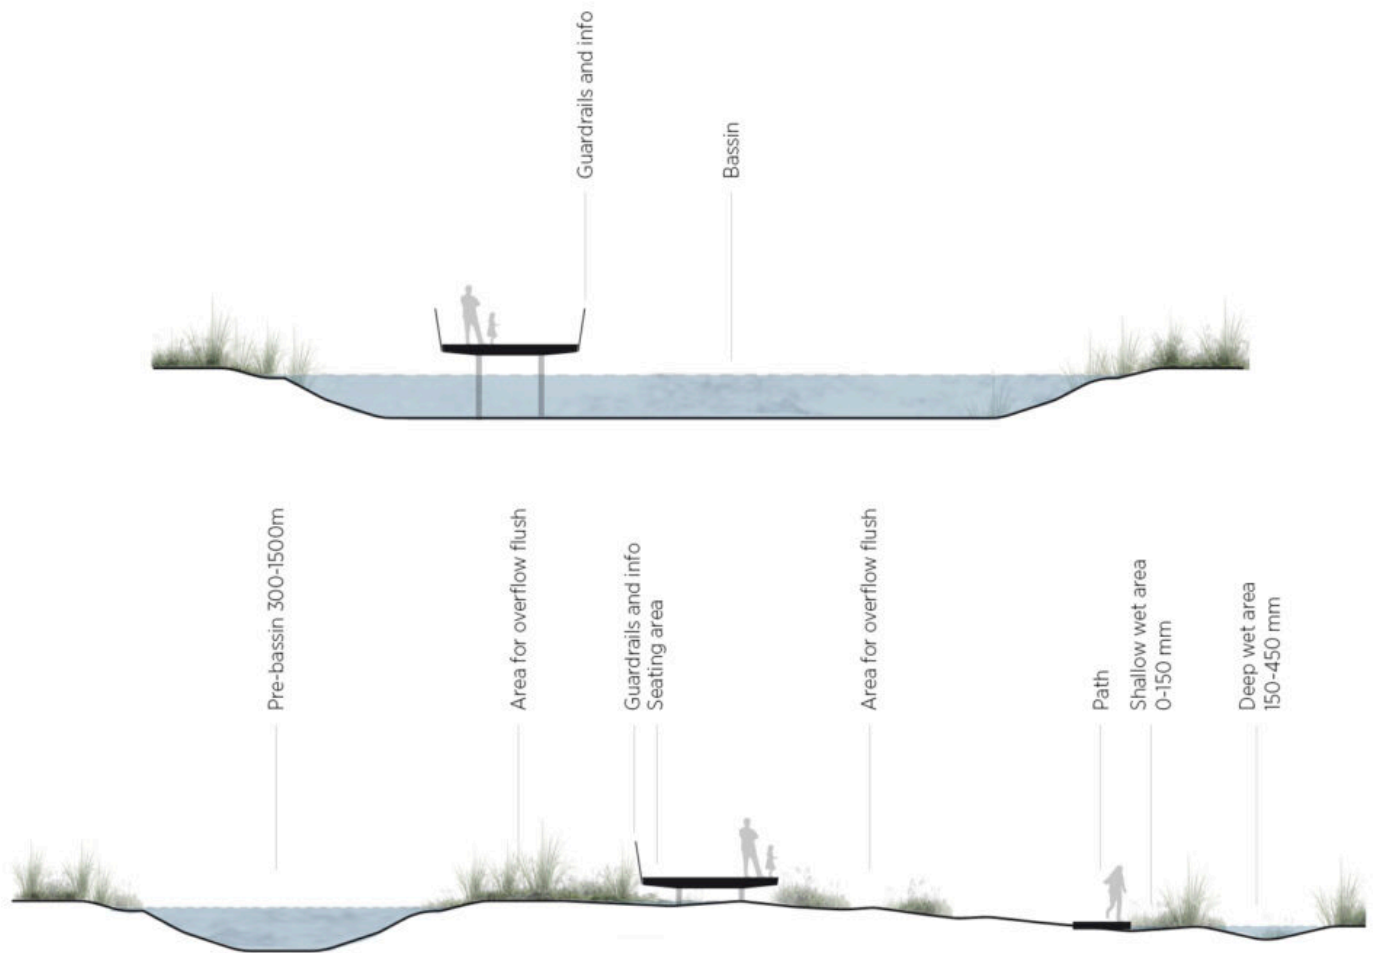 Guardrails and info
Bassin
Pre-bassin 300-1500m
Area for overflow flush
Guardrails and info
Seating area
Area for overflow flush
Path
Shallow wet area
0-150 mm
Deep wet area
150-450 mm